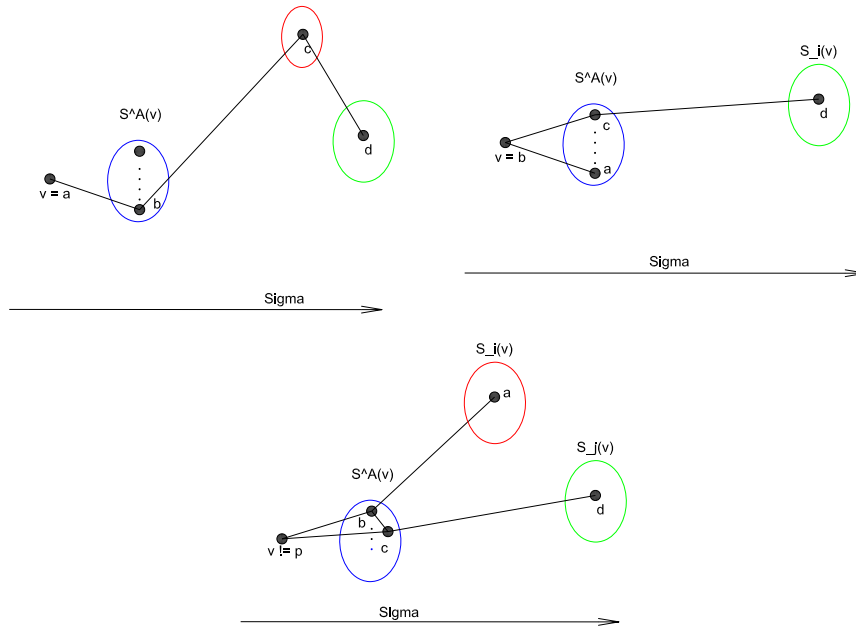 c
S^A(v)
d
v = a
b
Sigma
S_i(v)
S^A(v)
c
d
v = b
a
Sigma
S_i(v)
a
S_j(v)
S^A(v)
b
d
v != p
c
SIgma